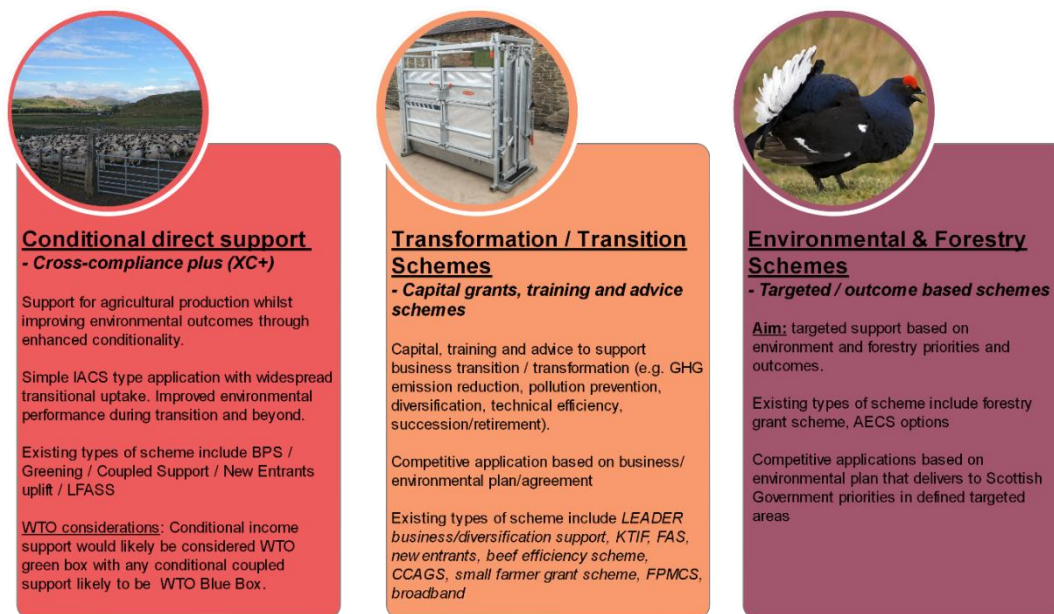 Conditional direct support
- Cross-compliance plus (XC+)
Support for agricultural production whilst
improving environmental outcomes through
enhanced conditionality.
Simple IACS type application with widespread
transitional uptake. Improved environmental
performance during transition and beyond.
Existing types of scheme include BPS /
Greening / Coupled Support / New Entrants
uplift / LFASS
WTO considerations: Conditional income
support would likely be considered WTO
green box with any conditional coupled
support likely to be WTO Blue Box.
Transformation / Transition
Schemes
- Capital grants, training and advice
schemes
Capital, training and advice to support
business transition / transformation (e.g. GHG
emission reduction, pollution prevention,
diversification, technical efficiency,
succession/retirement).
Competitive application based on business/
environmental plan/agreement
Existing types of scheme include LEADER
business/diversification support, KTIF, FAS,
new entrants, beef efficiency scheme,
CCAGS, small farmer grant scheme, FPMCS,
broadband
Environmental & Forestry
Schemes
- Targeted / outcome based schemes
Aim: targeted support based on
environment and forestry priorities and
outcomes.
Existing types of scheme include forestry
grant scheme, AECS options
Competitive applications based on
environmental plan that delivers to Scottish
Government priorities in defined targeted
areas